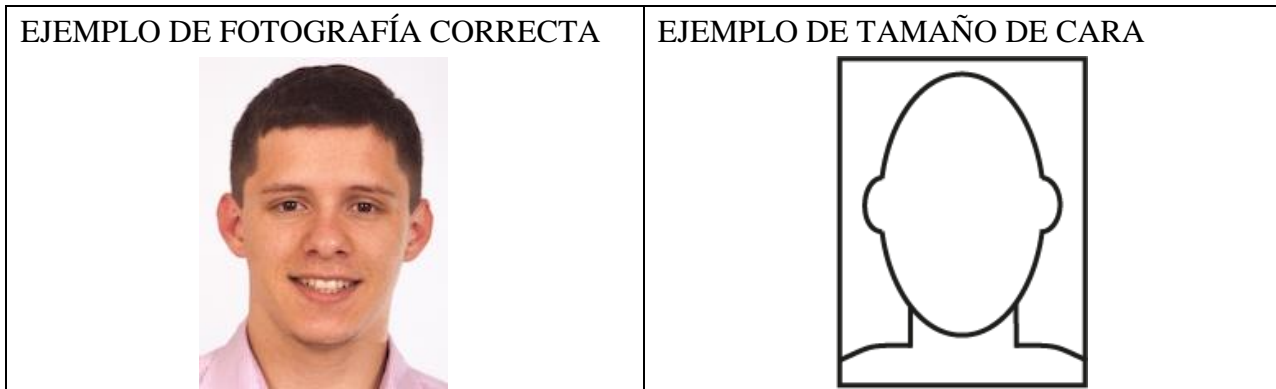 EJEMPLO DE FOTOGRAFÍA CORRECTA
EJEMPLO DE TAMAÑO DE CARA